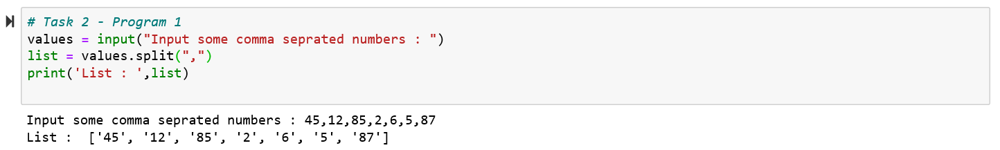 # Task 2 - Program 1
values = input("Input some comma seprated numbers : ")
list = values.split(",")
print('List : ',list)
Input some comma seprated numbers : 45,12,85,2,6,5,87
List :  ['45', '12', '85', '2', '6', '5', '87']